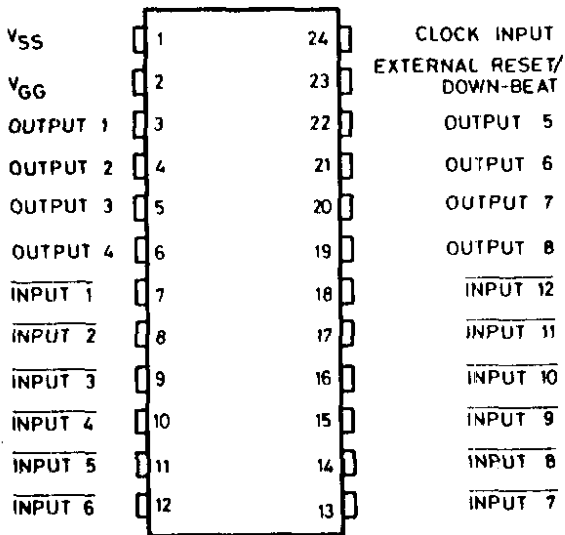 VSS 1 24 CLOCK INPUT
VGG 2 23 EXTERNAL RESET/
DOWN-BEAT
OUTPUT 1 3 22 OUTPUT 5
OUTPUT 2 4 21 OUTPUT 6
OUTPUT 3 5 20 OUTPUT 7
OUTPUT 4 6 19 OUTPUT 8
INPUT 1 7 18 INPUT 12
INPUT 2 8 17 INPUT 11
INPUT 3 9 16 INPUT 10
INPUT 4 10 15 INPUT 9
INPUT 5 11 14 INPUT 8
INPUT 6 12 13 INPUT 7